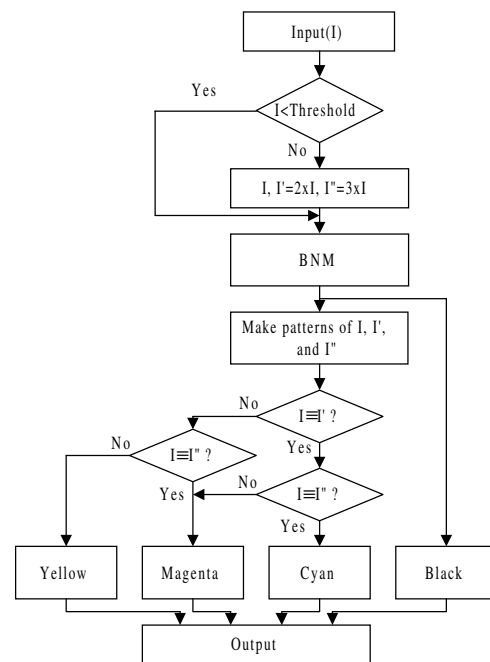 Input(I)
Yes
I<Threshold
No
I, I'=2xI, I"=3xI
BNM
Make patterns of I, I',
and I"
No
I≡I' ?
No
I≡I" ?
Yes
Yes
No
I≡I" ?
Yes
Yellow
Magenta
Cyan
Black
Output